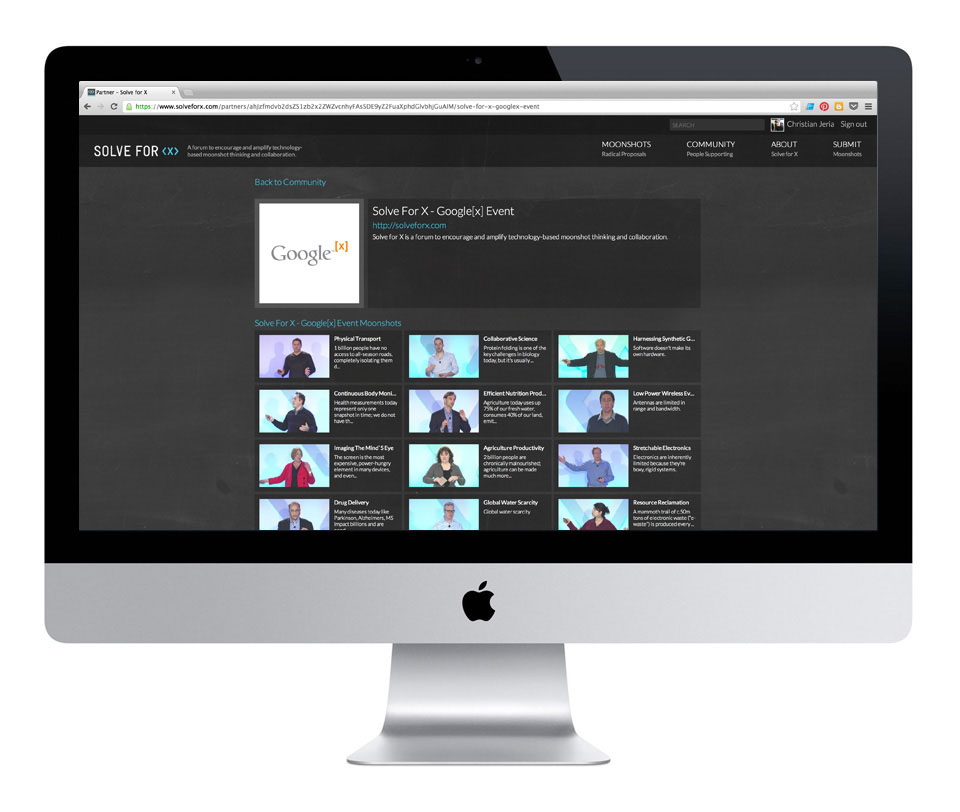 Partner - Solve for X
https://www.solveforx.com/partners/
SEARCH
Christian Jeria Sign out
SOLVE FOR <X>
A forum to encourage and amplify technology-
based moonshot thinking and collaboration.
MOONSHOTS
Radical Proposals
COMMUNITY
People Supporting
ABOUT
Solve for X
SUBMIT
Moonshots
Back to Community
Google [x]
Solve For X - Google[x] Event
http://solveforx.com
Solve for X is a forum to encourage and amplify technology-based moonshot thinking and collaboration.
Solve For X - Google[x] Event Moonshots
Physical Transport
1 billion people have no
access to all-season roads,
completely isolating them
d...
Collaborative Science
Protein folding is one of the
key challenges in biology
today, but it's usually...
Harnessing Synthetic G...
Software doesn't make its
own hardware.
Continuous Body Moni...
Health measurements today
represent only one
snapshot in time; we do not
have th...
Efficient Nutrition Prod...
Agriculture today uses up
75% of our fresh water,
consumes 40% of our land,
emit...
Low Power Wireless Ev...
Antennas are limited in
range and bandwidth.
Imaging The Mind'S Eye
The screen is the most
expensive, power-hungry
element in many devices,
and even...
Agriculture Productivity
2 billion people are
chronically malnourished;
agriculture can be made
much more...
Stretchable Electronics
Electronics are inherently
limited because they're
boxy, rigid systems.
Drug Delivery
Many diseases today like
Parkinson, Alzheimers, MS
impact billions and are
Global Water Scarcity
Global water scarcity
Resource Reclamation
A mammoth trail of c.50m
tons of electronic waste ("e-
waste") is produced every...